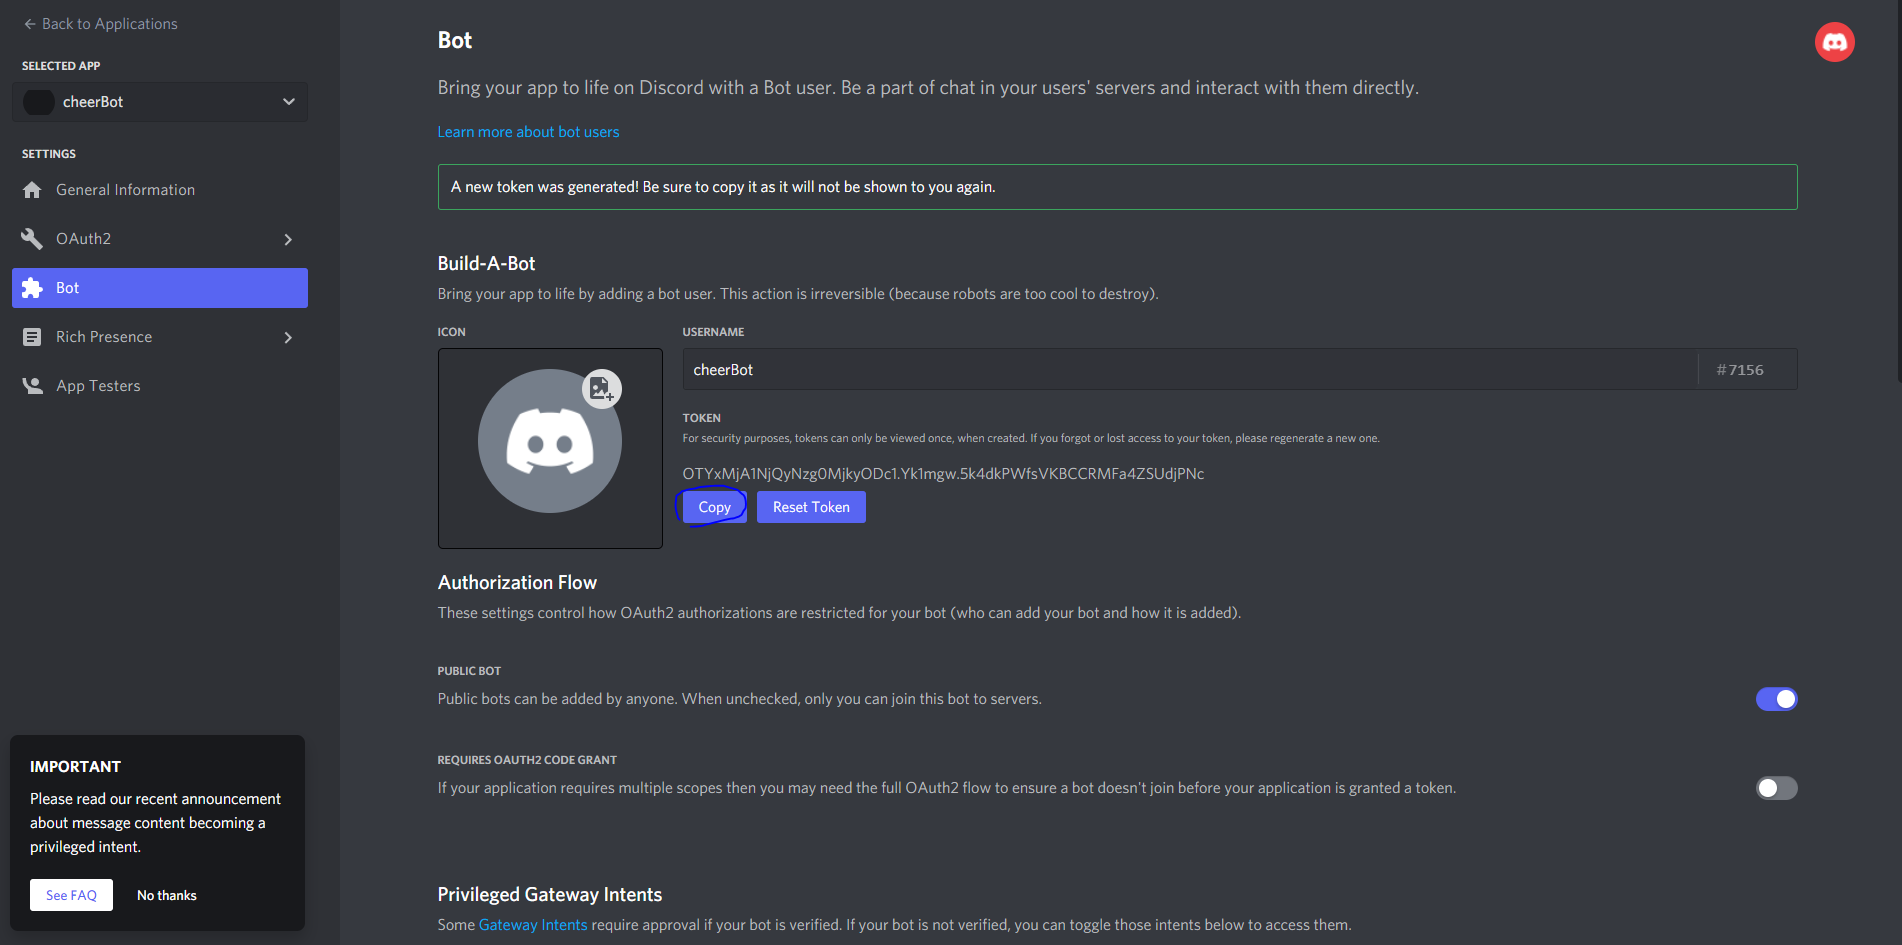 Back to Applications
SELECTED APP
cheerBot
SETTINGS
General Information
OAuth2
Bot
Rich Presence
App Testers
IMPORTANT
Please read our recent announcement
about message content becoming a
privileged intent.
See FAQ
No thanks
Bot
Bring your app to life on Discord with a Bot user. Be a part of chat in your users' servers and interact with them directly.
Learn more about bot users
A new token was generated! Be sure to copy it as it will not be shown to you again.
Build-A-Bot
Bring your app to life by adding a bot user. This action is irreversible (because robots are too cool to destroy).
ICON
USERNAME
cheerBot
#7156
TOKEN
For security purposes, tokens can only be viewed once, when created. If you forgot or lost access to your token, please regenerate a new one.
OTYxMjA1NjQyNzg0MjkyODc1.Yk1mgw.5k4dkPWfsVKBCCRMFa4ZSUdjPNc
Copy
Reset Token
Authorization Flow
These settings control how OAuth2 authorizations are restricted for your bot (who can add your bot and how it is added).
PUBLIC BOT
Public bots can be added by anyone. When unchecked, only you can join this bot to servers.
REQUIRES OAUTH2 CODE GRANT
If your application requires multiple scopes then you may need the full OAuth2 flow to ensure a bot doesn't join before your application is granted a token.
Privileged Gateway Intents
Some Gateway Intents require approval if your bot is verified. If your bot is not verified, you can toggle those intents below to access them.